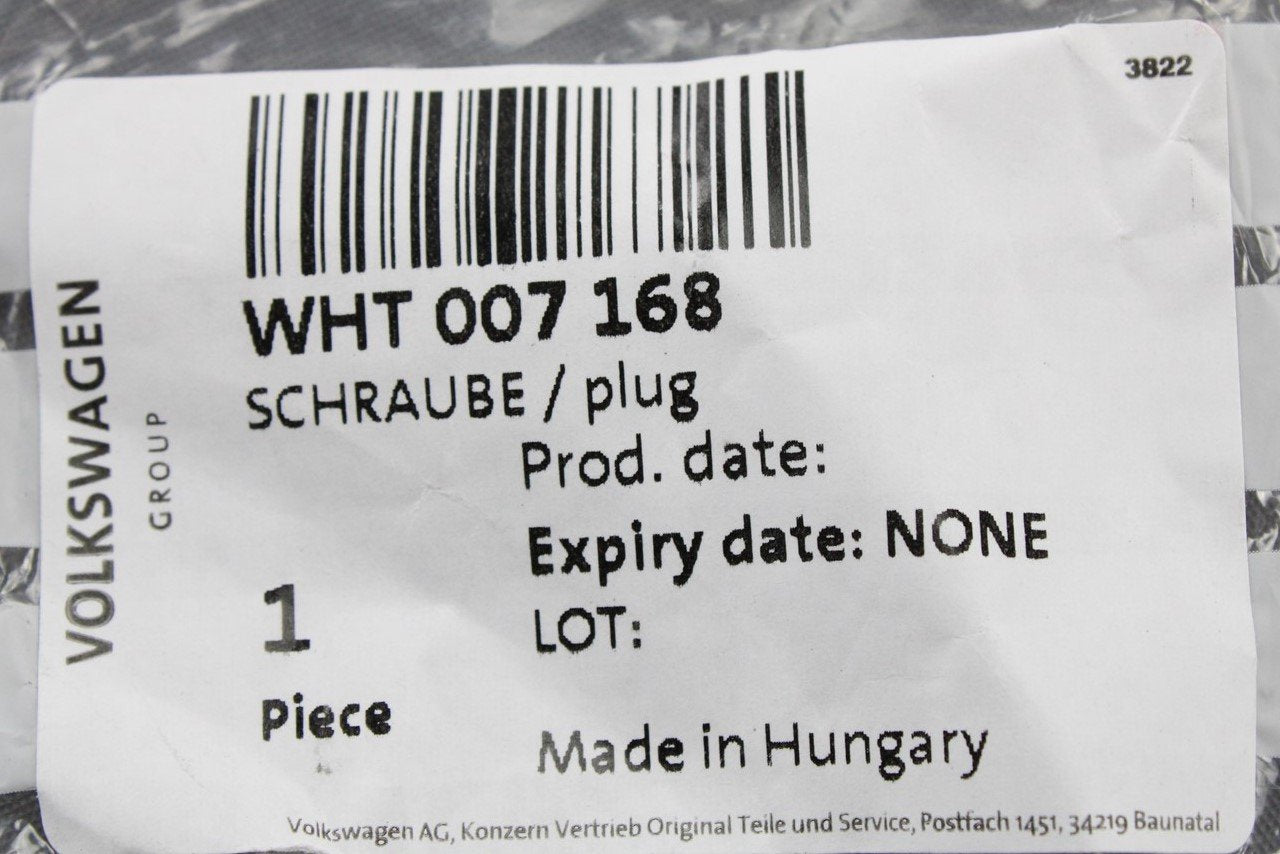 3822
WHT 007 168
SCHRAUBE / plug
Prod. date:
Expiry date: NONE
LOT:
1
Piece
Made in Hungary
VOLKSWAGEN
GROUP
Volkswagen AG, Konzern Vertrieb Original Teile und Service, Postfach 1451, 34219 Baunatal